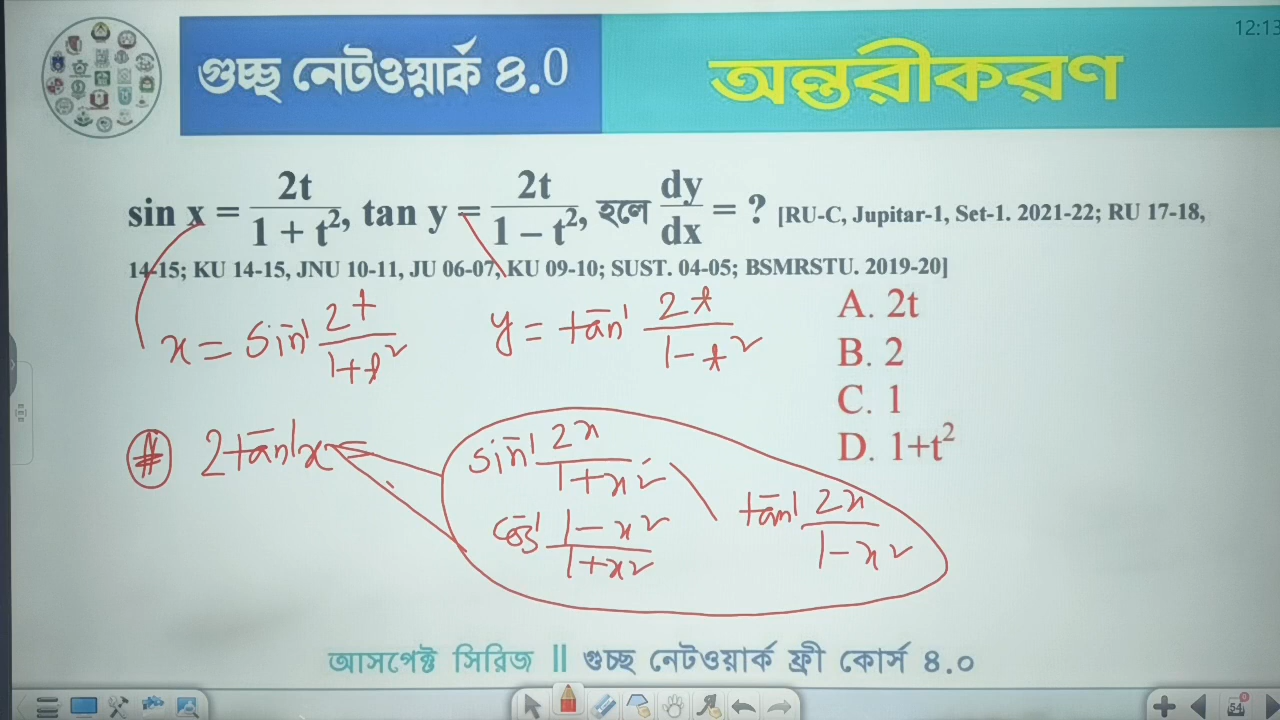 12:13
গুচ্ছ নেটওয়ার্ক ৪.0
অন্তরীকরণ
sin x = 2t/(1 + t²), tan y = 2t/(1 – t²), হলে dy/dx = ? [RU-C, Jupitar-1, Set-1. 2021-22; RU 17-18,
14-15; KU 14-15, JNU 10-11, JU 06-07, KU 09-10; SUST. 04-05; BSMRSTU. 2019-20]
A. 2t
B. 2
C. 1
D. 1+t²
x = sin⁻¹ 2t/(1+t²)
y = tan⁻¹ 2t/(1-t²)
# 2tan⁻¹x
sin⁻¹ 2x/(1+x²)
cos⁻¹ (1-x²)/(1+x²)
tan⁻¹ 2x/(1-x²)
আসপেক্ট সিরিজ || গুচ্ছ নেটওয়ার্ক ফ্রী কোর্স ৪.০
54